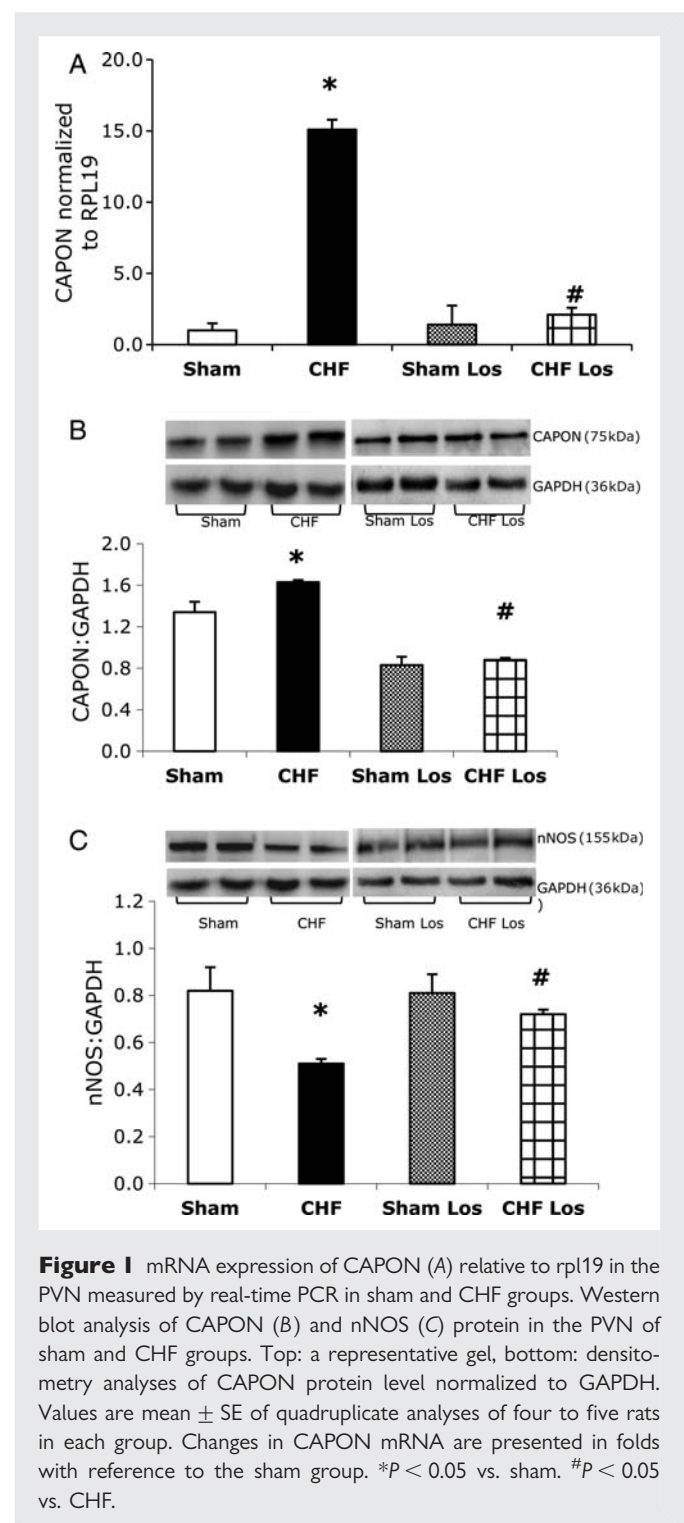 A
20.0
15.0
10.0
5.0
0.0
CAPON normalized
to RPL19
*
#
Sham CHF Sham Los CHF Los
B
CAPON (75kDa)
GAPDH (36kDa)
Sham CHF Sham Los CHF Los
2.0
1.6
1.2
0.8
0.4
0.0
CAPON:GAPDH
*
#
Sham CHF Sham Los CHF Los
C
nNOS (155kDa)
GAPDH (36kDa)
)
Sham CHF Sham Los CHF Los
1.2
1.0
0.8
0.6
0.4
0.2
0.0
nNOS:GAPDH
*
#
Sham CHF Sham Los CHF Los
Figure 1 mRNA expression of CAPON (A) relative to rpl19 in the
PVN measured by real-time PCR in sham and CHF groups. Western
blot analysis of CAPON (B) and nNOS (C) protein in the PVN of
sham and CHF groups. Top: a representative gel, bottom: densito-
metry analyses of CAPON protein level normalized to GAPDH.
Values are mean ± SE of quadruplicate analyses of four to five rats
in each group. Changes in CAPON mRNA are presented in folds
with reference to the sham group. *P < 0.05 vs. sham. #P < 0.05
vs. CHF.